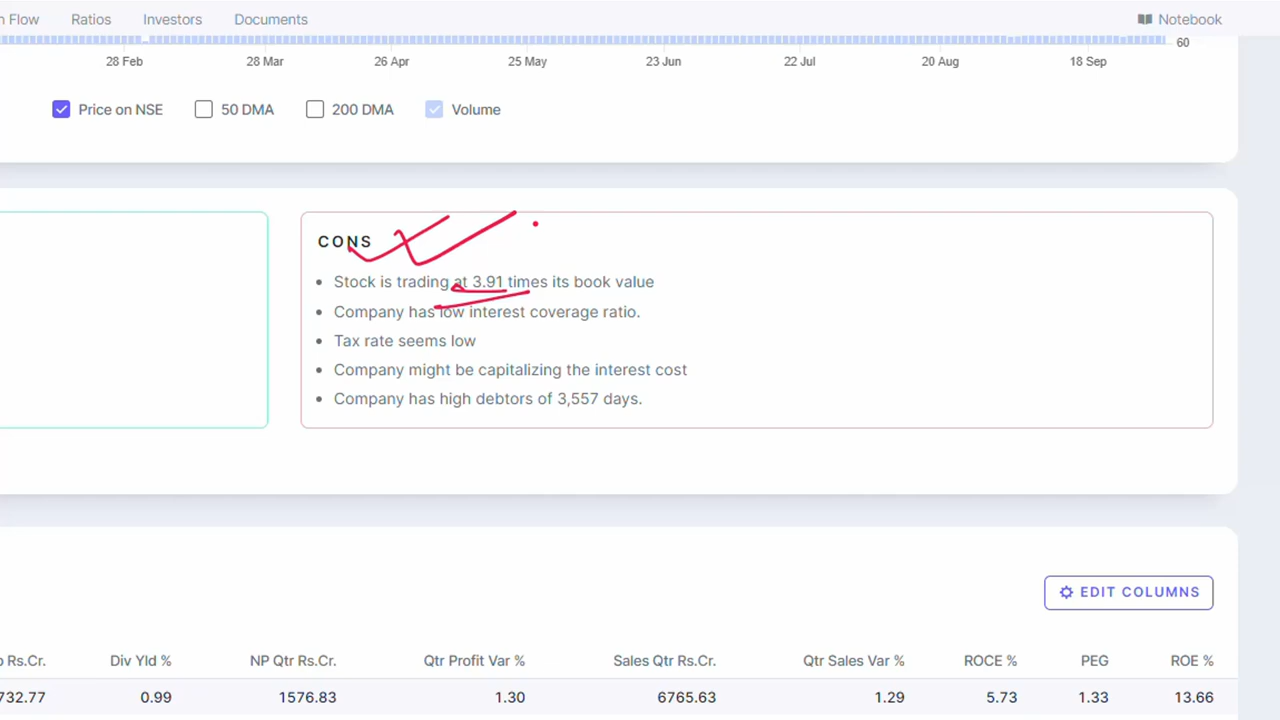 Flow Ratios Investors Documents Notebook
60
28 Feb 28 Mar 26 Apr 25 May 23 Jun 22 Jul 20 Aug 18 Sep
Price on NSE 50 DMA 200 DMA Volume
CONS
Stock is trading at 3.91 times its book value
Company has low interest coverage ratio.
Tax rate seems low
Company might be capitalizing the interest cost
Company has high debtors of 3,557 days.
EDIT COLUMNS
Rs.Cr. Div Yld % NP Qtr Rs.Cr. Qtr Profit Var % Sales Qtr Rs.Cr. Qtr Sales Var % ROCE % PEG ROE %
732.77 0.99 1576.83 1.30 6765.63 1.29 5.73 1.33 13.66